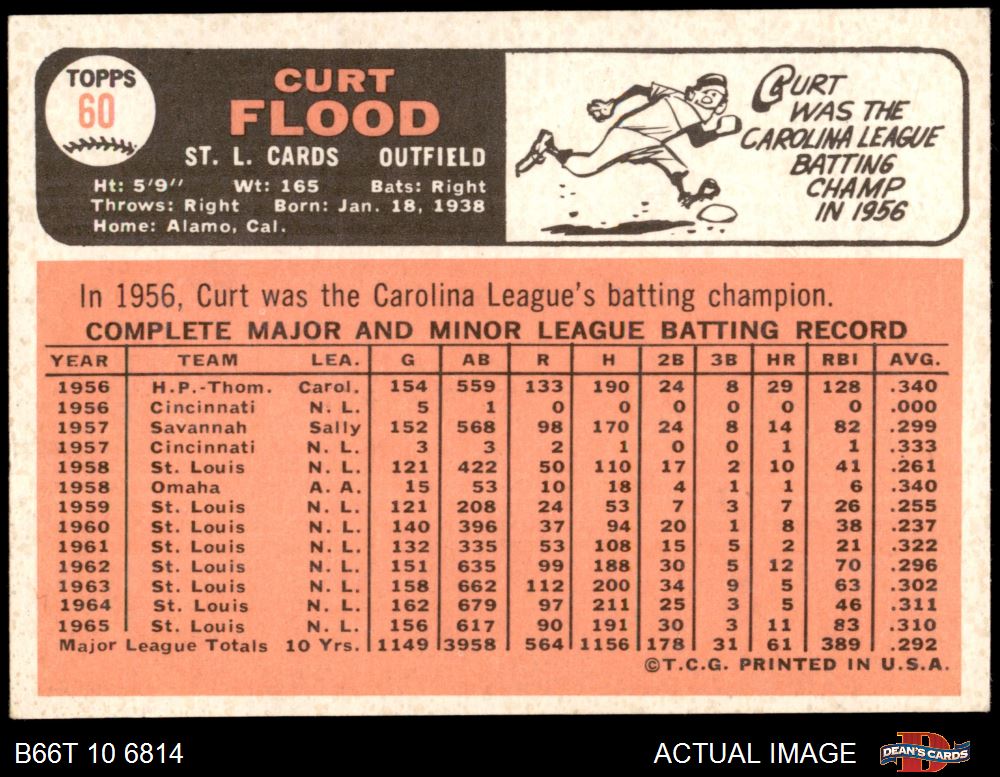 TOPPS
60
CURT
FLOOD
ST. L. CARDS OUTFIELD
Ht: 5'9" Wt: 165 Bats: Right
Throws: Right Born: Jan. 18, 1938
Home: Alamo, Cal.
CURT
WAS THE
CAROLINA LEAGUE
BATTING
CHAMP
IN 1956
In 1956, Curt was the Carolina League's batting champion.
COMPLETE MAJOR AND MINOR LEAGUE BATTING RECORD
YEAR TEAM LEA. G AB R H 2B 3B HR RBI AVG.
1956 H.P.-Thom. Carol. 154 559 133 190 24 8 29 128 .340
1956 Cincinnati N. L. 5 1 0 0 0 0 0 0 .000
1957 Savannah Sally 152 568 98 170 24 8 14 82 .299
1957 Cincinnati N. L. 3 3 2 1 0 0 1 1 .333
1958 St. Louis N. L. 121 422 50 110 17 2 10 41 .261
1958 Omaha A. A. 15 53 10 18 4 1 1 6 .340
1959 St. Louis N. L. 121 208 24 53 7 3 7 26 .255
1960 St. Louis N. L. 140 396 37 94 20 1 8 38 .237
1961 St. Louis N. L. 132 335 53 108 15 5 2 21 .322
1962 St. Louis N. L. 151 635 99 188 30 5 12 70 .296
1963 St. Louis N. L. 158 662 112 200 34 9 5 63 .302
1964 St. Louis N. L. 162 679 97 211 25 3 5 46 .311
1965 St. Louis N. L. 156 617 90 191 30 3 11 83 .310
Major League Totals 10 Yrs. 1149 3958 564 1156 178 31 61 389 .292
©T.C.G. PRINTED IN U.S.A.
B66T 10 6814 ACTUAL IMAGE DEAN'S CARDS